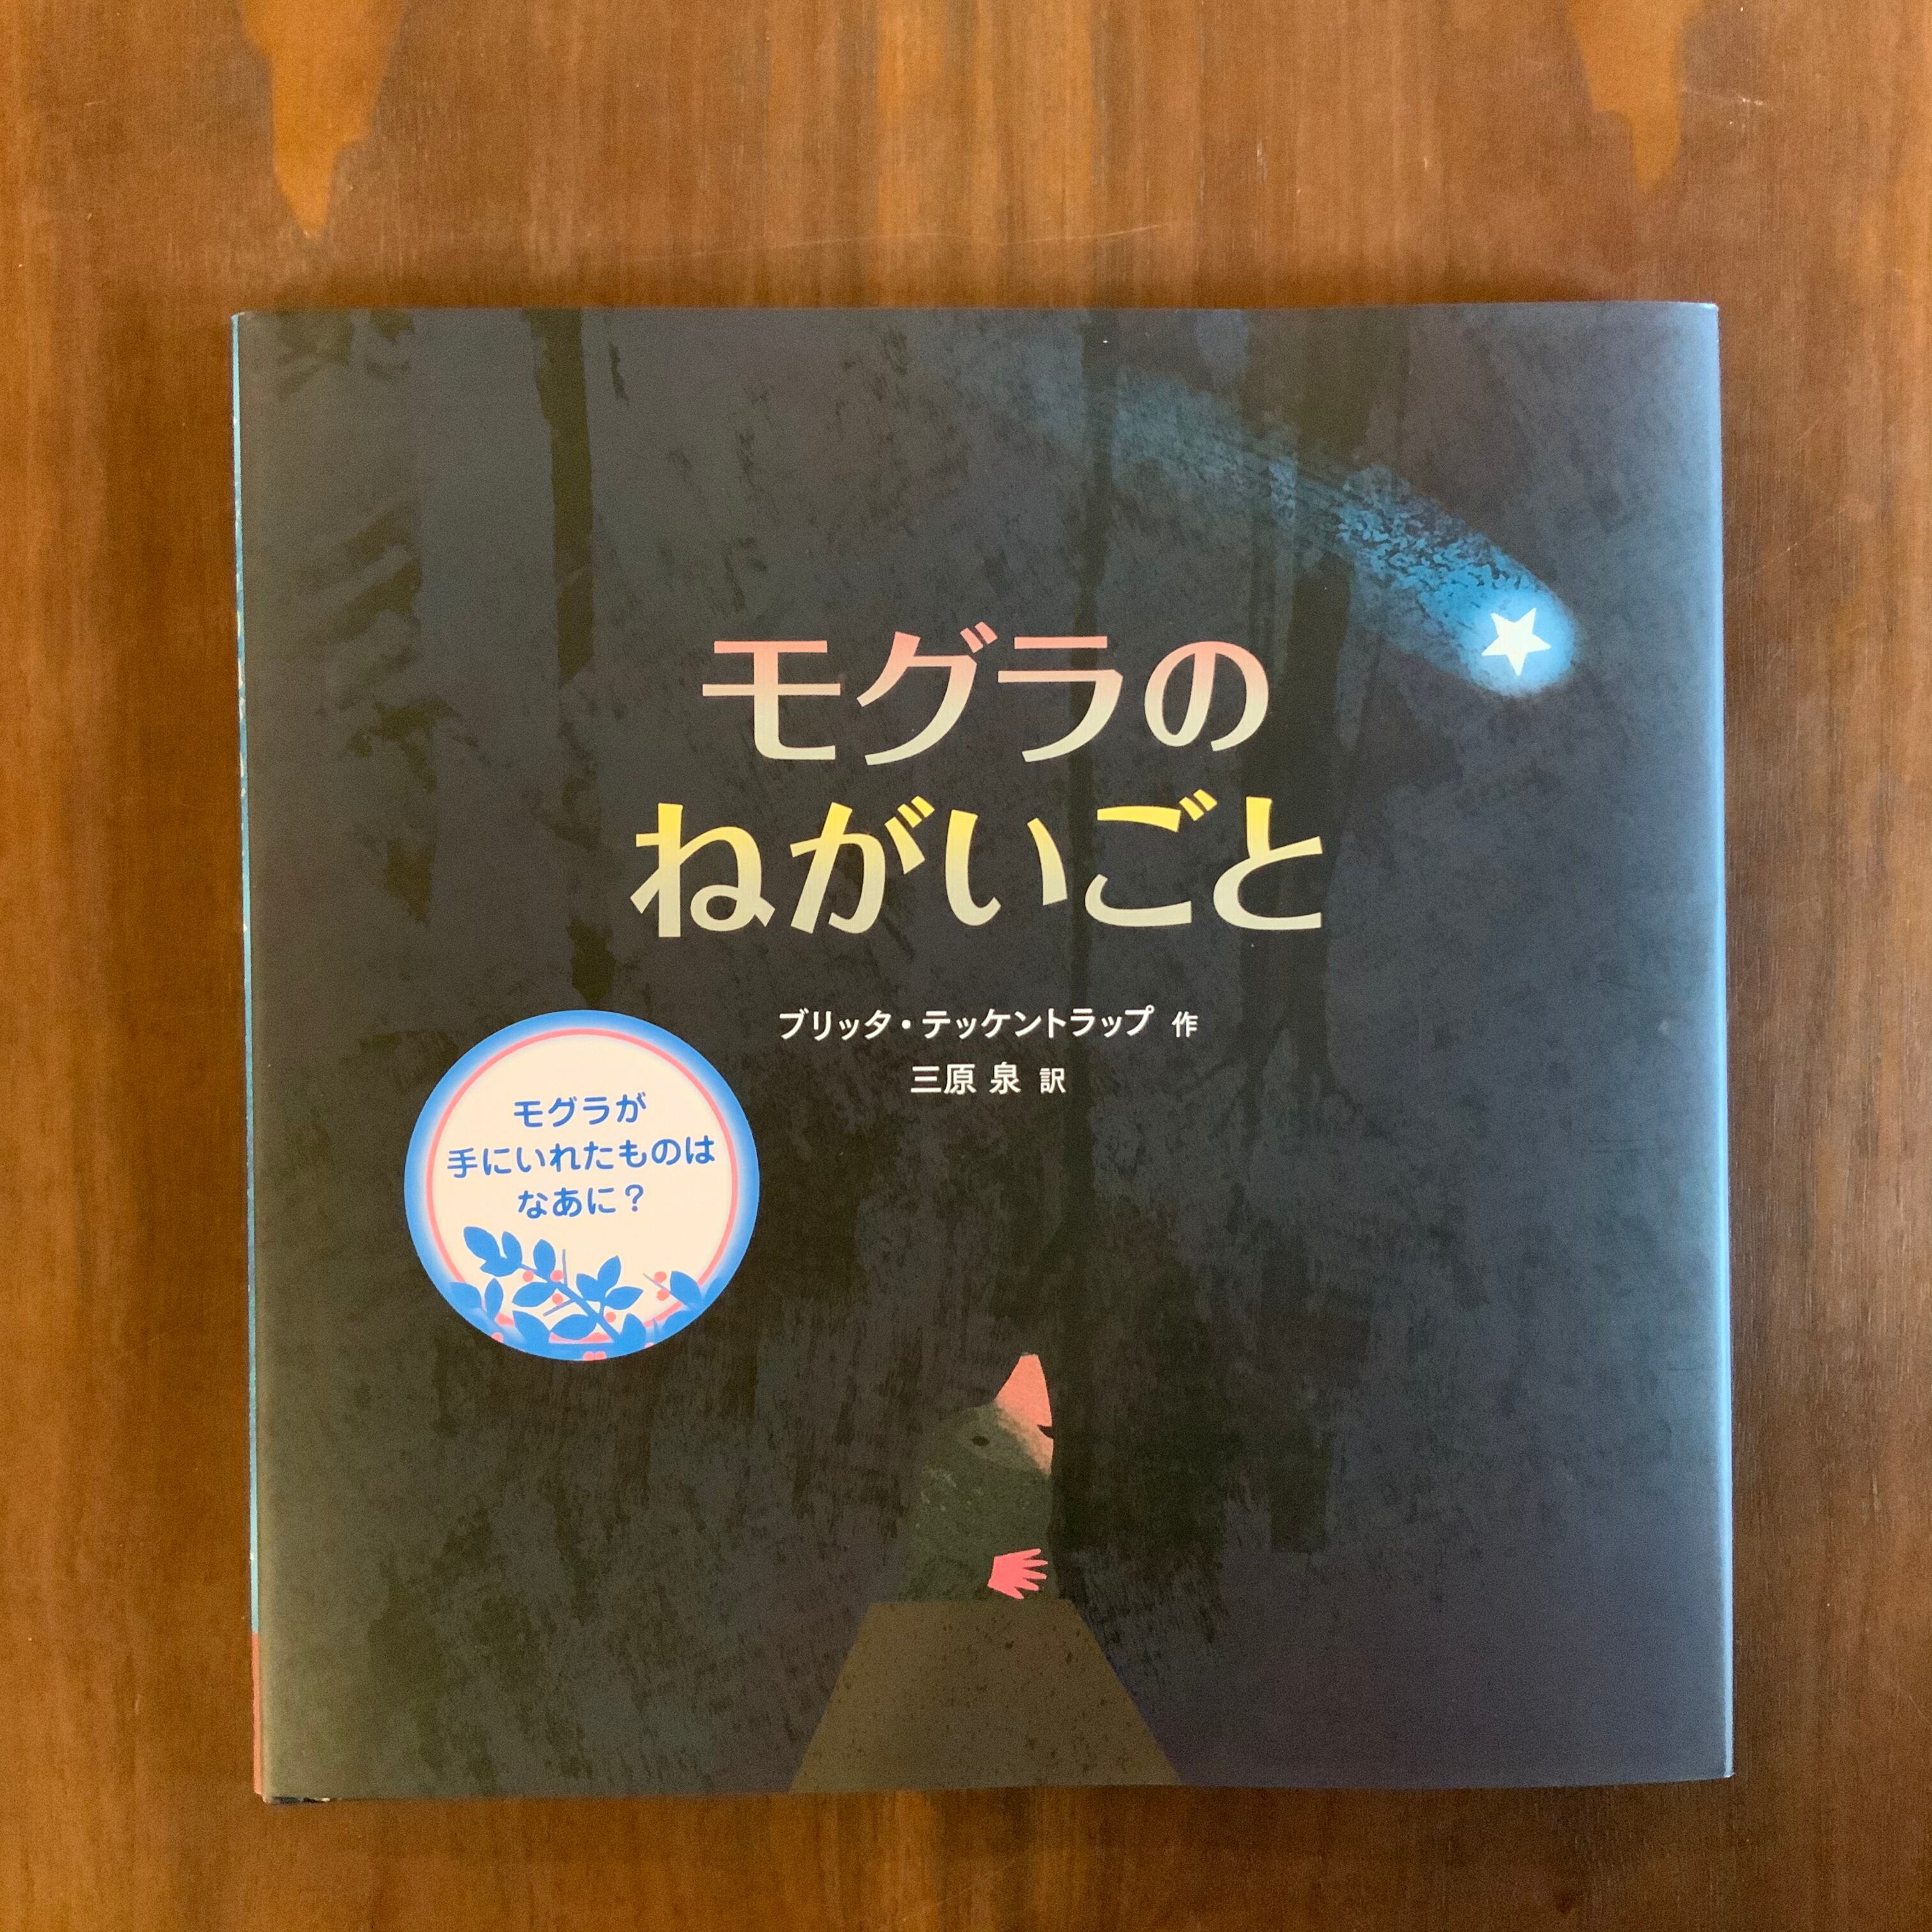 モグラの
ねがいごと
ブリッタ・テッケントラップ 作
三原 泉 訳
モグラが
手にいれたものは
なあに？